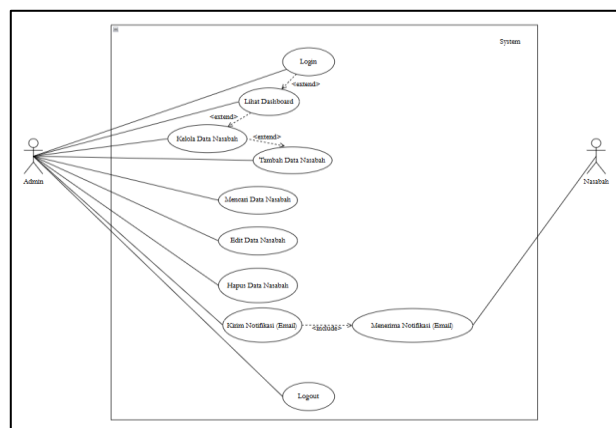 System
Login
<extend>
Lihat Dashboard
<extend>
Kelola Data Nasabah
<extend>
Tambah Data Nasabah
Admin
Nasabah
Mencari Data Nasabah
Edit Data Nasabah
Hapus Data Nasabah
Kirim Notifikasi (Email)
<include>
Menerima Notifikasi (Email)
Logout